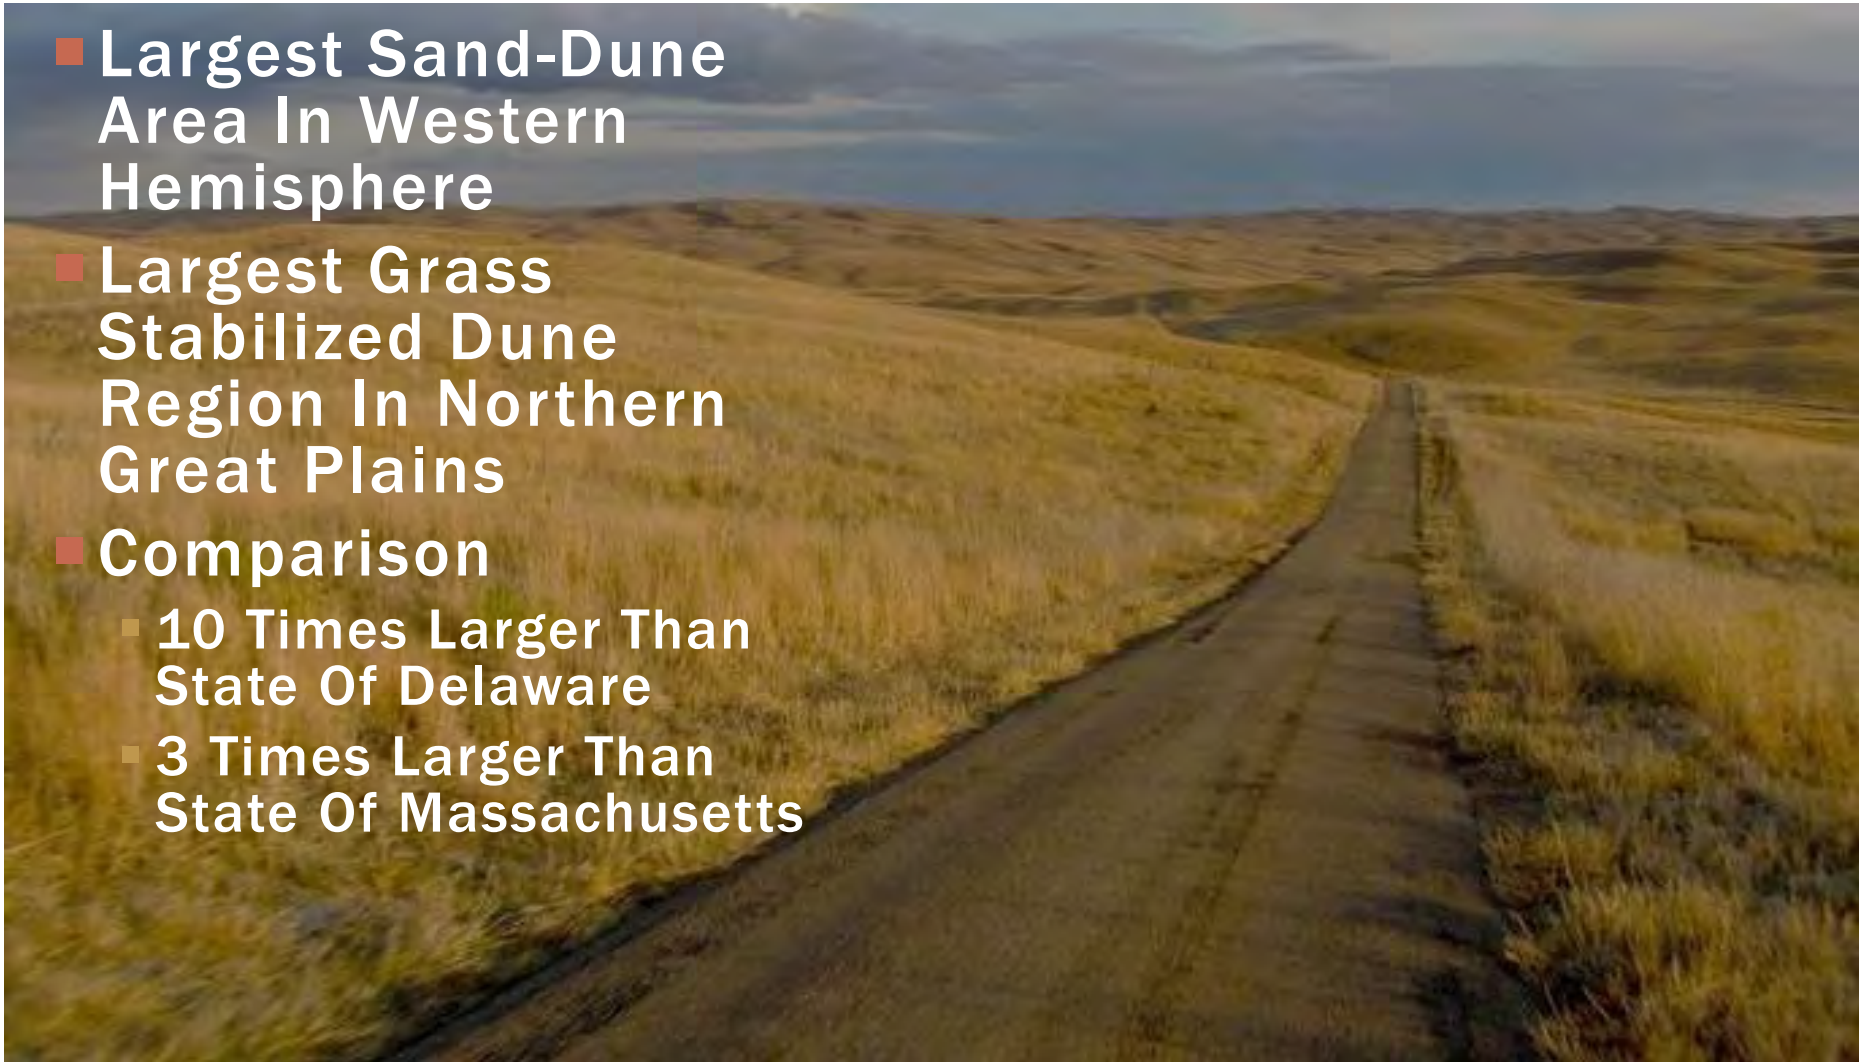 Largest Sand-Dune
Area In Western
Hemisphere
Largest Grass
Stabilized Dune
Region In Northern
Great Plains
Comparison
10 Times Larger Than
State Of Delaware
3 Times Larger Than
State Of Massachusetts